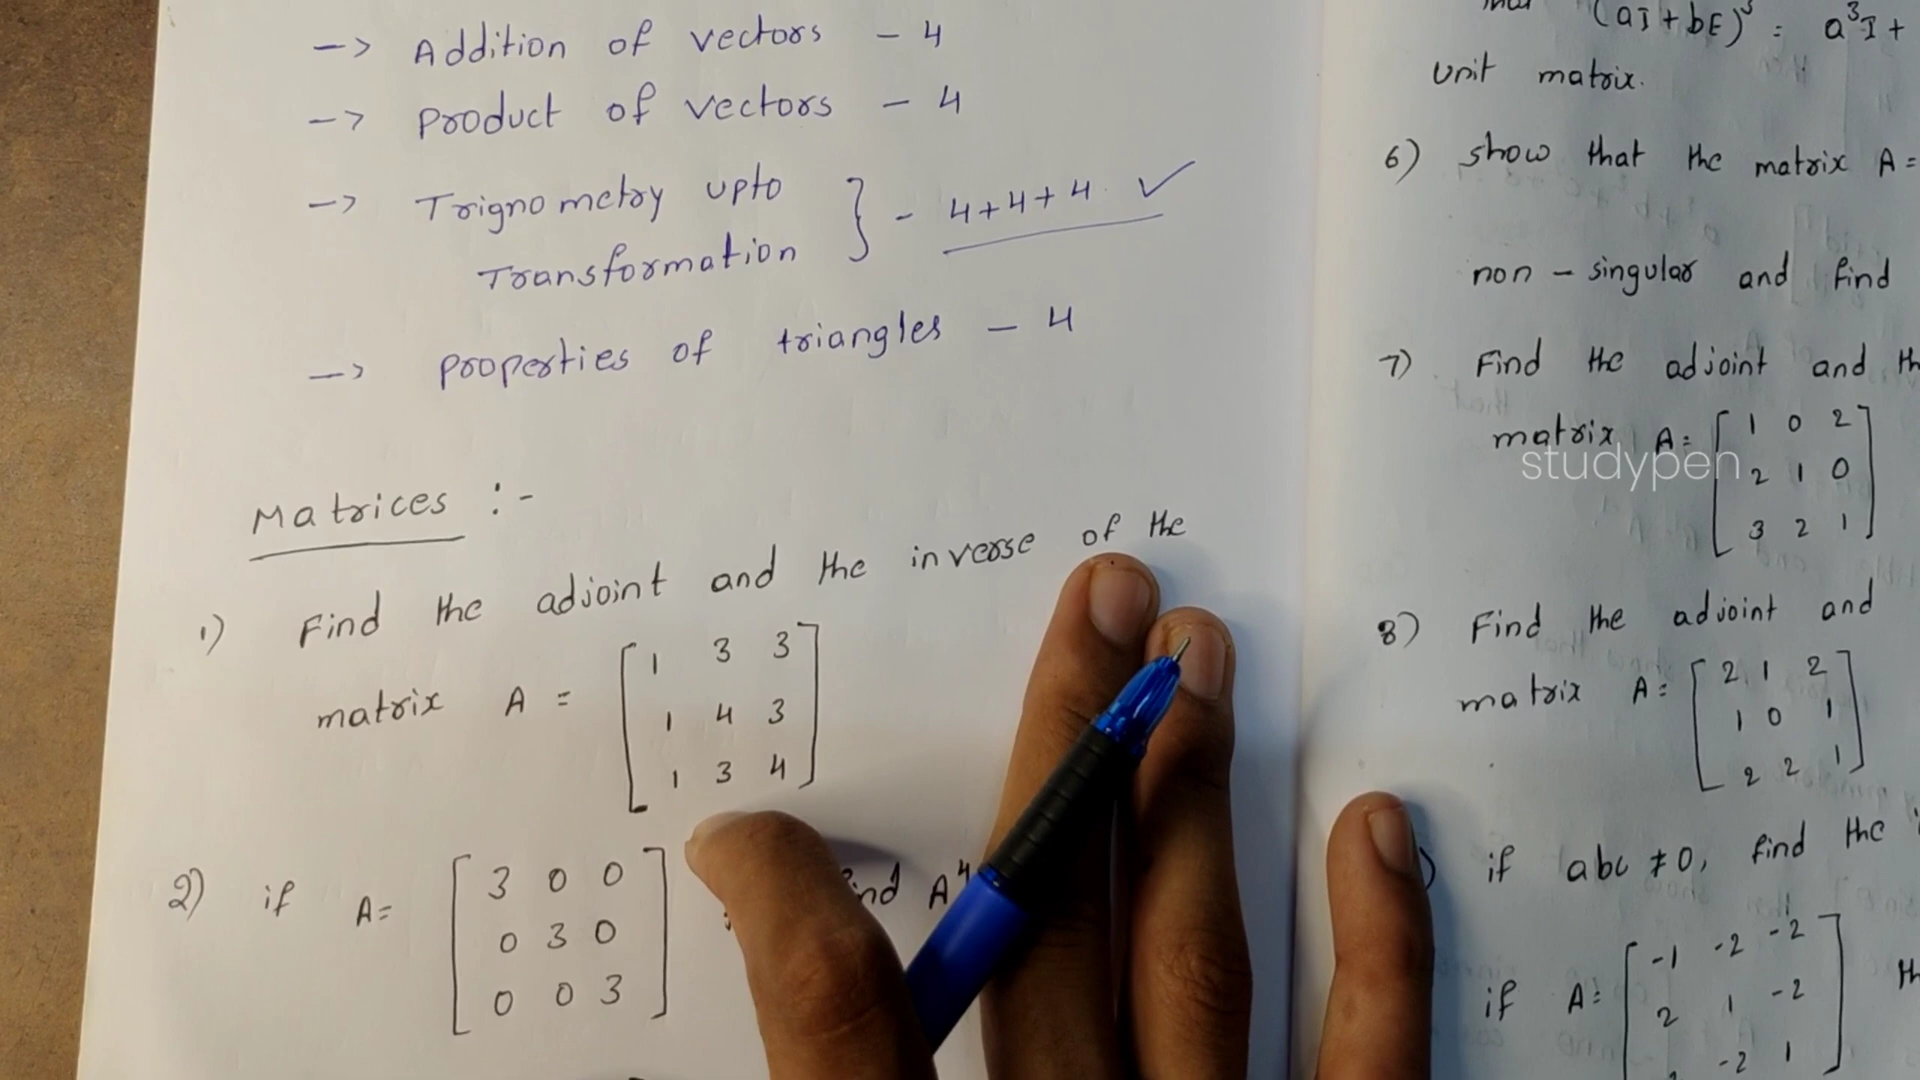 -> Addition of vectors - 4
-> product of vectors - 4
-> Trignometry upto
Transformation } - 4+4+4 ✓
-> properties of triangles - 4
Matrices :-
1) Find the adjoint and the inverse of the
matrix A = [ 1 3 3
1 4 3
1 3 4 ]
2) if A= [ 3 0 0
0 3 0
0 0 3 ]
find A⁴
(aI+bE)³ = a³I +
unit matrix.
6) show that the matrix A =
non - singular and find
7) Find the adjoint and
matrix A= [ 1 0 2
2 1 0
3 2 1 ]
studypen
8) Find the adjoint and
matrix A= [ 2 1 2
1 0 1
2 2 1 ]
if abc ≠ 0, find the
if A= [ -1 -2 -2
2 1 -2
-2 1 ]